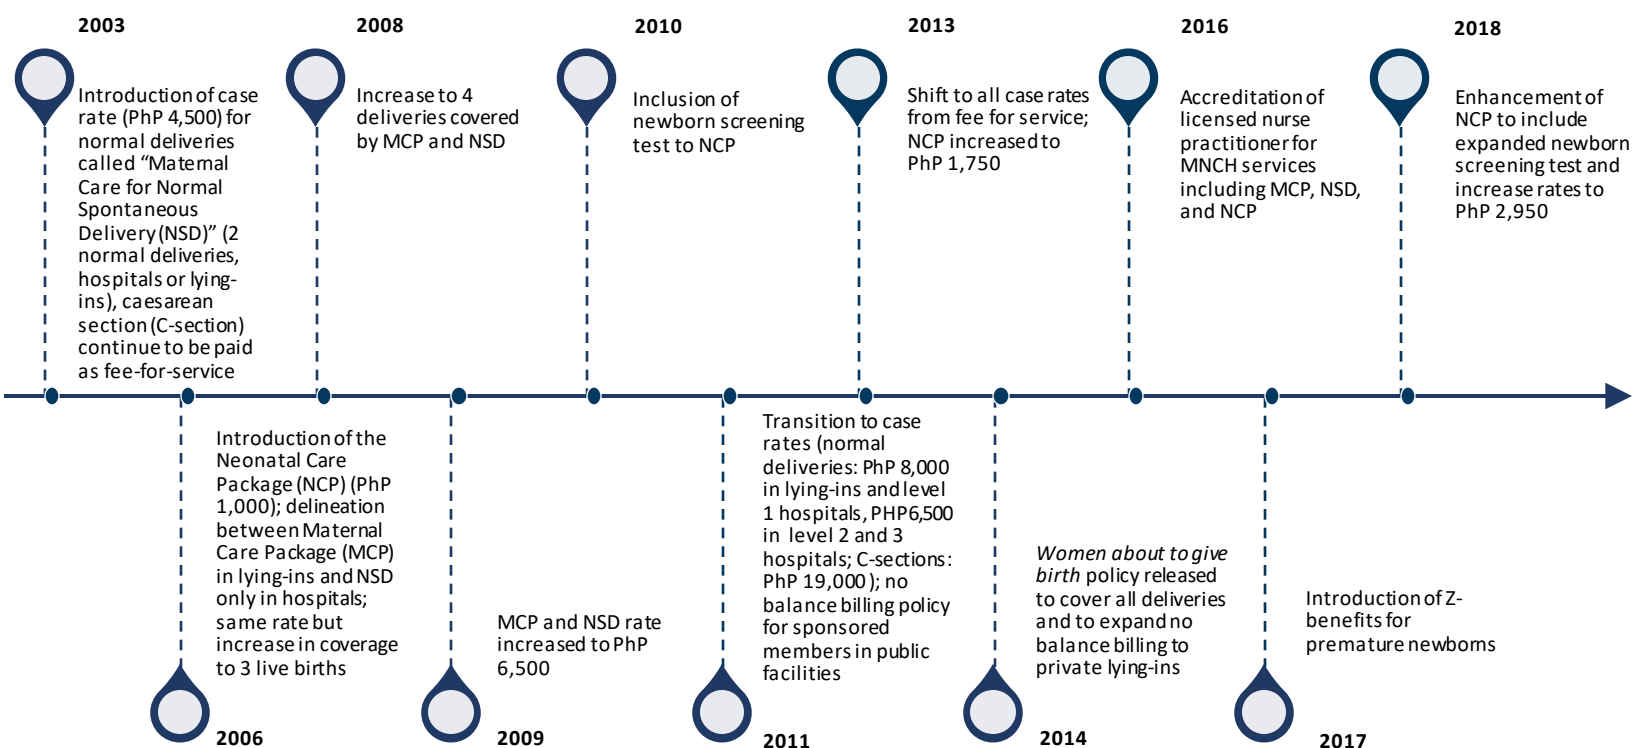 2003
Introduction of case
rate (PhP 4,500) for
normal deliveries
called “Maternal
Care for Normal
Spontaneous
Delivery (NSD)” (2
normal deliveries,
hospitals or lying-
ins), caesarean
section (C-section)
continue to be paid
as fee-for-service
2008
Increase to 4
deliveries covered
by MCP and NSD
2010
Inclusion of
newborn screening
test to NCP
2013
Shift to all case rates
from fee for service;
NCP increased to
PhP 1,750
2016
Accreditation of
licensed nurse
practitioner for
MNCH services
including MCP, NSD,
and NCP
2018
Enhancement of
NCP to include
expanded newborn
screening test and
increase rates to
PhP 2,950
Introduction of the
Neonatal Care
Package (NCP) (PhP
1,000); delineation
between Maternal
Care Package (MCP)
in lying-ins and NSD
only in hospitals;
same rate but
increase in coverage
to 3 live births
2006
MCP and NSD rate
increased to PhP
6,500
2009
Transition to case
rates (normal
deliveries: PhP 8,000
in lying-ins and level
1 hospitals, PHP6,500
in level 2 and 3
hospitals; C-sections:
PhP 19,000); no
balance billing policy
for sponsored
members in public
facilities
2011
Women about to give
birth policy released
to cover all deliveries
and to expand no
balance billing to
private lying-ins
2014
Introduction of Z-
benefits for
premature newborns
2017